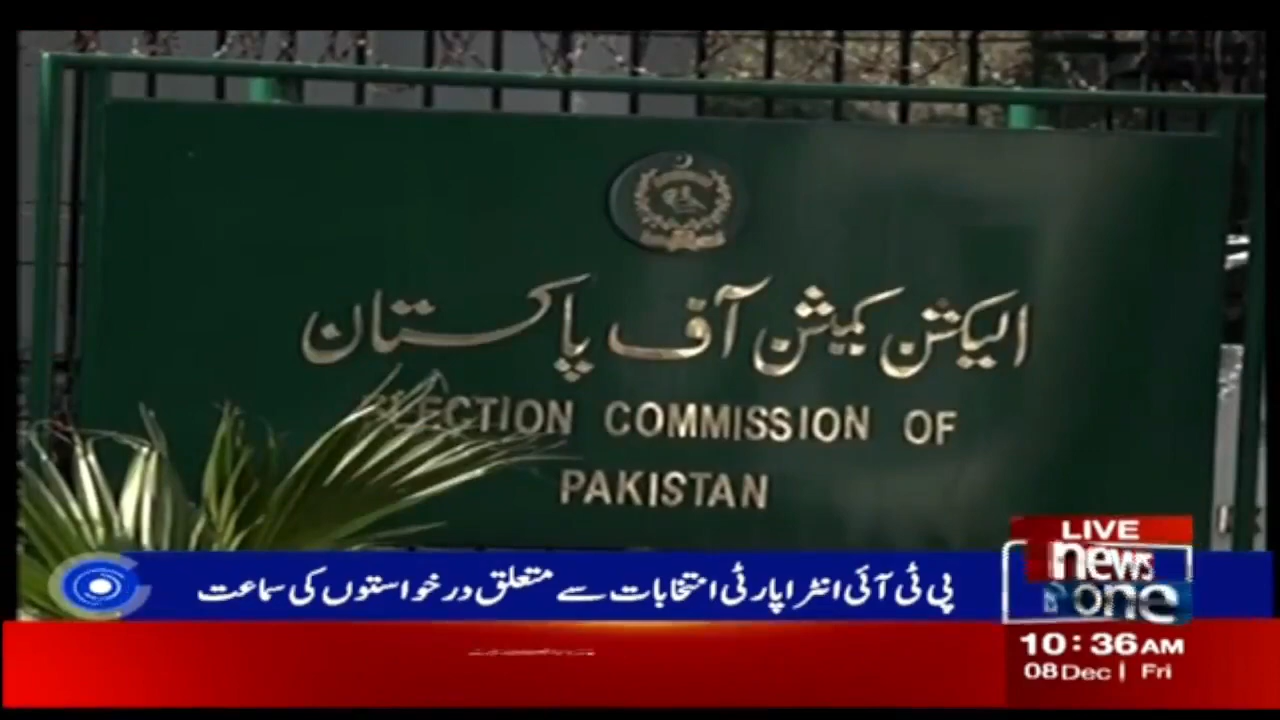 الیکشن کمیشن آف پاکستان
ELECTION COMMISSION OF
PAKISTAN
پی ٹی آئی انٹرا پارٹی انتخابات سے متعلق درخواستوں کی سماعت
LIVE
news
one
10:36AM
08Dec | Fri